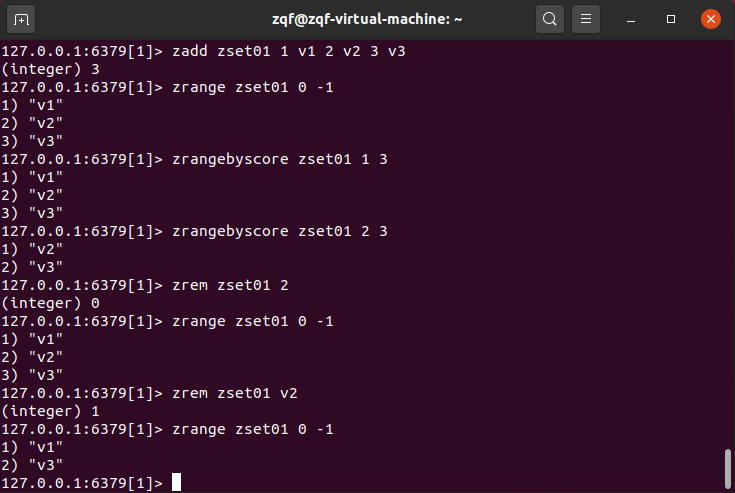 zqf@zqf-virtual-machine: ~
127.0.0.1:6379[1]> zadd zset01 1 v1 2 v2 3 v3
(integer) 3
127.0.0.1:6379[1]> zrange zset01 0 -1
1) "v1"
2) "v2"
3) "v3"
127.0.0.1:6379[1]> zrangebyscore zset01 1 3
1) "v1"
2) "v2"
3) "v3"
127.0.0.1:6379[1]> zrangebyscore zset01 2 3
1) "v2"
2) "v3"
127.0.0.1:6379[1]> zrem zset01 2
(integer) 0
127.0.0.1:6379[1]> zrange zset01 0 -1
1) "v1"
2) "v2"
3) "v3"
127.0.0.1:6379[1]> zrem zset01 v2
(integer) 1
127.0.0.1:6379[1]> zrange zset01 0 -1
1) "v1"
2) "v3"
127.0.0.1:6379[1]>